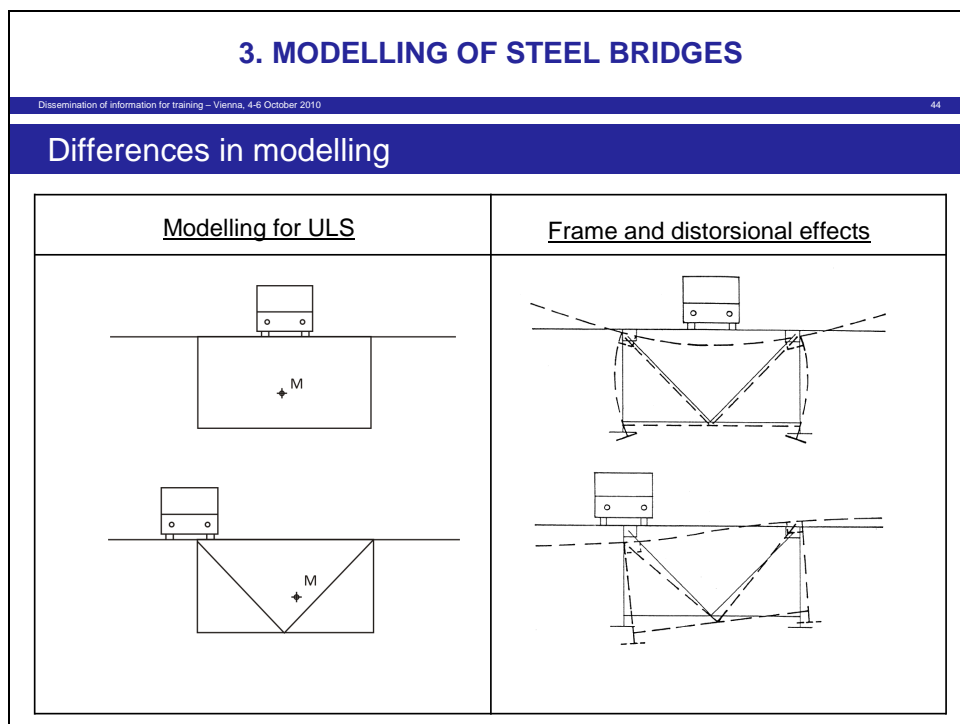 3. MODELLING OF STEEL BRIDGES
Dissemination of information for training – Vienna, 4-6 October 2010 44
Differences in modelling
Modelling for ULS
Frame and distorsional effects
M
M